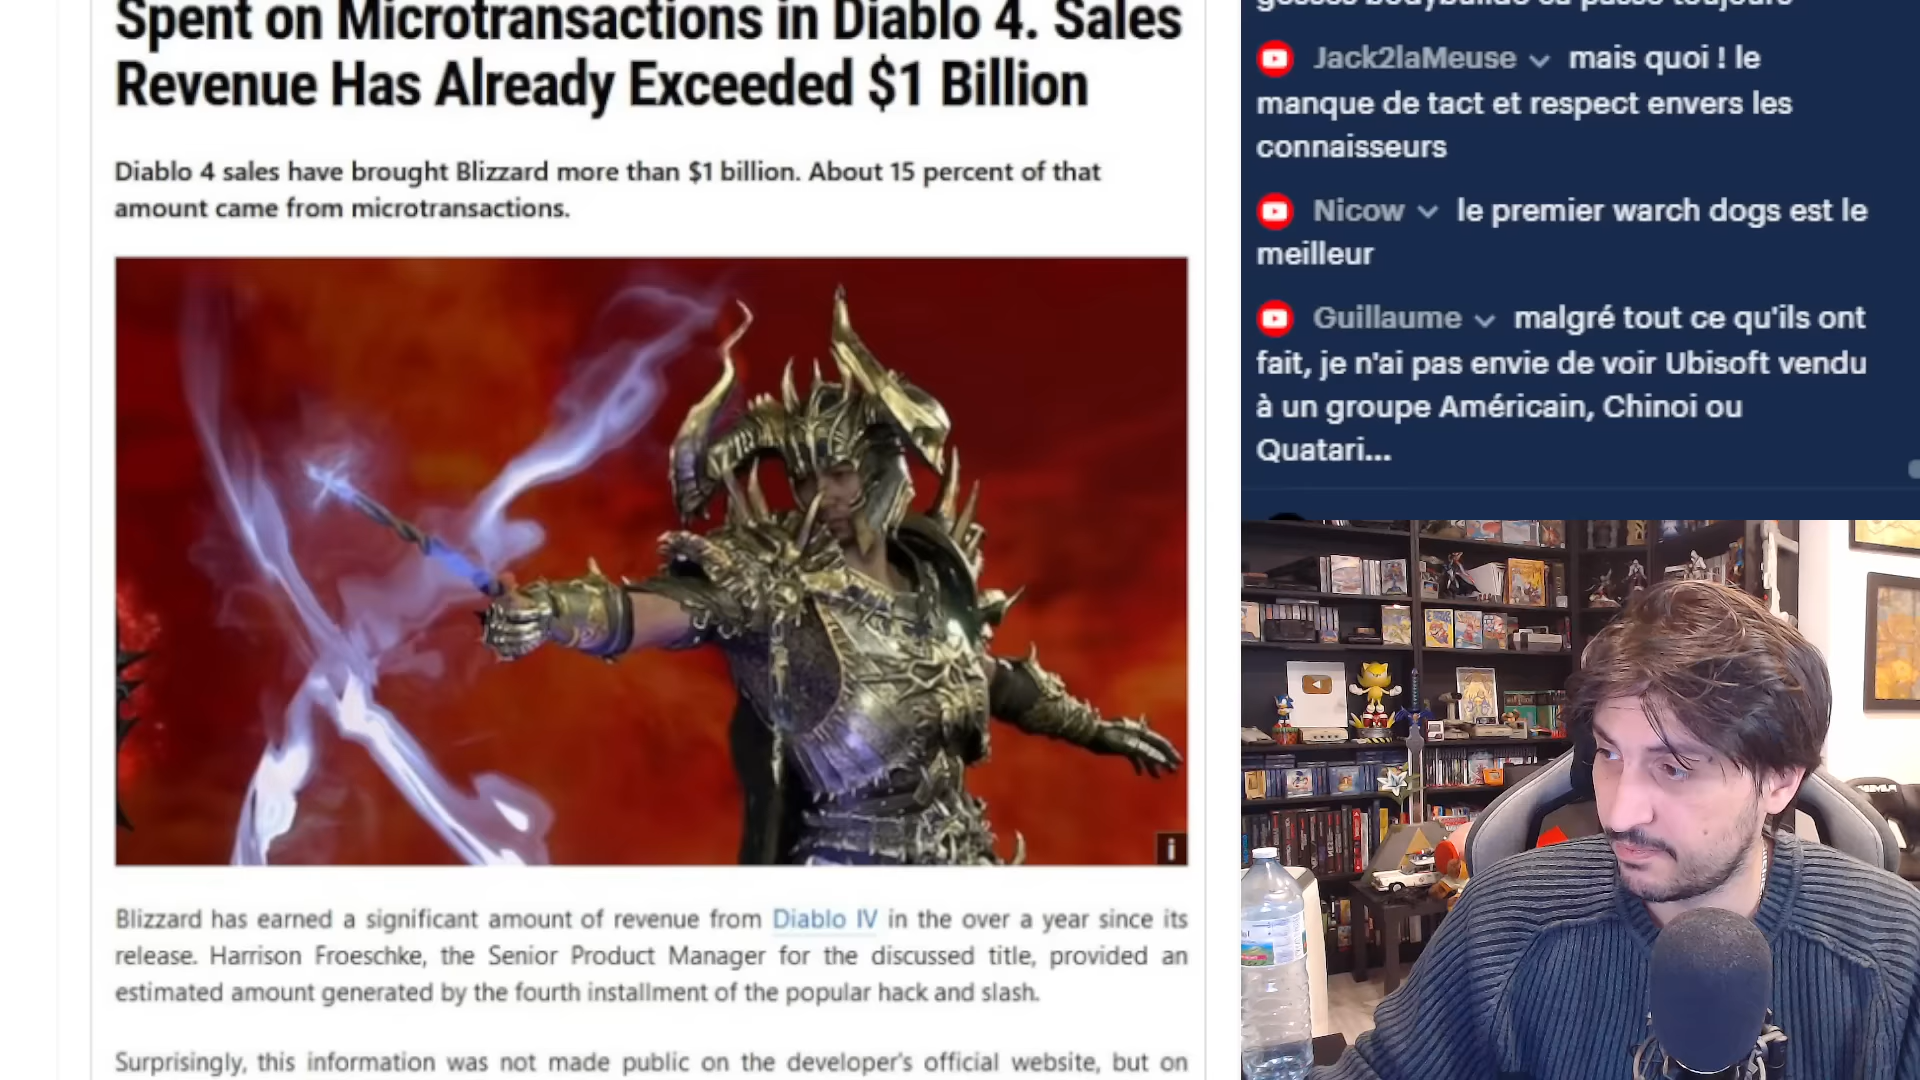 Spent on Microtransactions in Diablo 4. Sales
Revenue Has Already Exceeded $1 Billion
Diablo 4 sales have brought Blizzard more than $1 billion. About 15 percent of that
amount came from microtransactions.
i
Blizzard has earned a significant amount of revenue from Diablo IV in the over a year since its
release. Harrison Froeschke, the Senior Product Manager for the discussed title, provided an
estimated amount generated by the fourth installment of the popular hack and slash.
Surprisingly, this information was not made public on the developer's official website, but on
Jack2laMeuse mais quoi ! le
manque de tact et respect envers les
connaisseurs
Nicow le premier warch dogs est le
meilleur
Guillaume malgré tout ce qu'ils ont
fait, je n'ai pas envie de voir Ubisoft vendu
à un groupe Américain, Chinoi ou
Quatari...